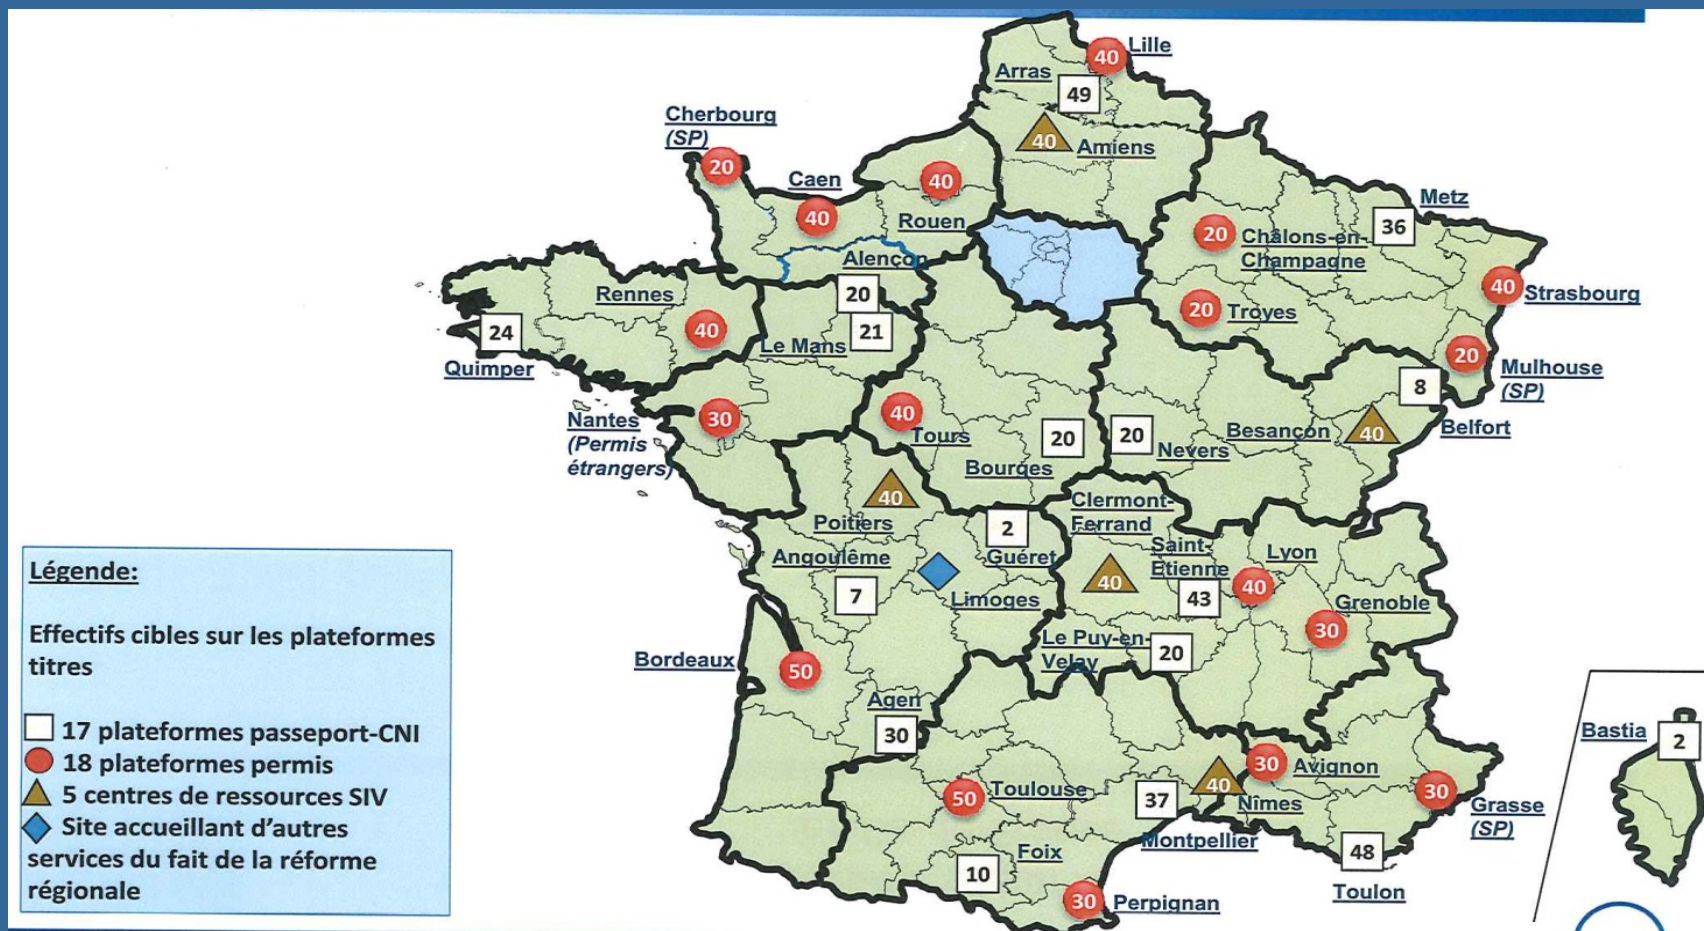 40
Lille
Arras
49
Cherbourg
(SP)
20
40
Amiens
Caen
40
40
Rouen
Metz
36
20
Châlons-en-
Champagne
Alençon
20
Rennes
40
21
Le Mans
24
Quimper
20
Troyes
40
Strasbourg
20
Mulhouse
(SP)
8
Belfort
Nantes
(Permis
étrangers)
30
40
Tours
20
Bourges
20
Nevers
Besançon
40
40
Poitiers
2
Guéret
Clermont-
Ferrand
40
Saint-
Etienne
43
Lyon
40
Angoulême
7
Limoges
Grenoble
30
Le Puy-en-
Velay
20
Bordeaux
50
Agen
30
50
Toulouse
37
Montpellier
40
Nîmes
30
Avignon
30
Grasse
(SP)
Foix
10
30
Perpignan
48
Toulon
Bastia
2
Légende:
Effectifs cibles sur les plateformes
titres
17 plateformes passeport-CNI
18 plateformes permis
5 centres de ressources SIV
Site accueillant d'autres
services du fait de la réforme
régionale